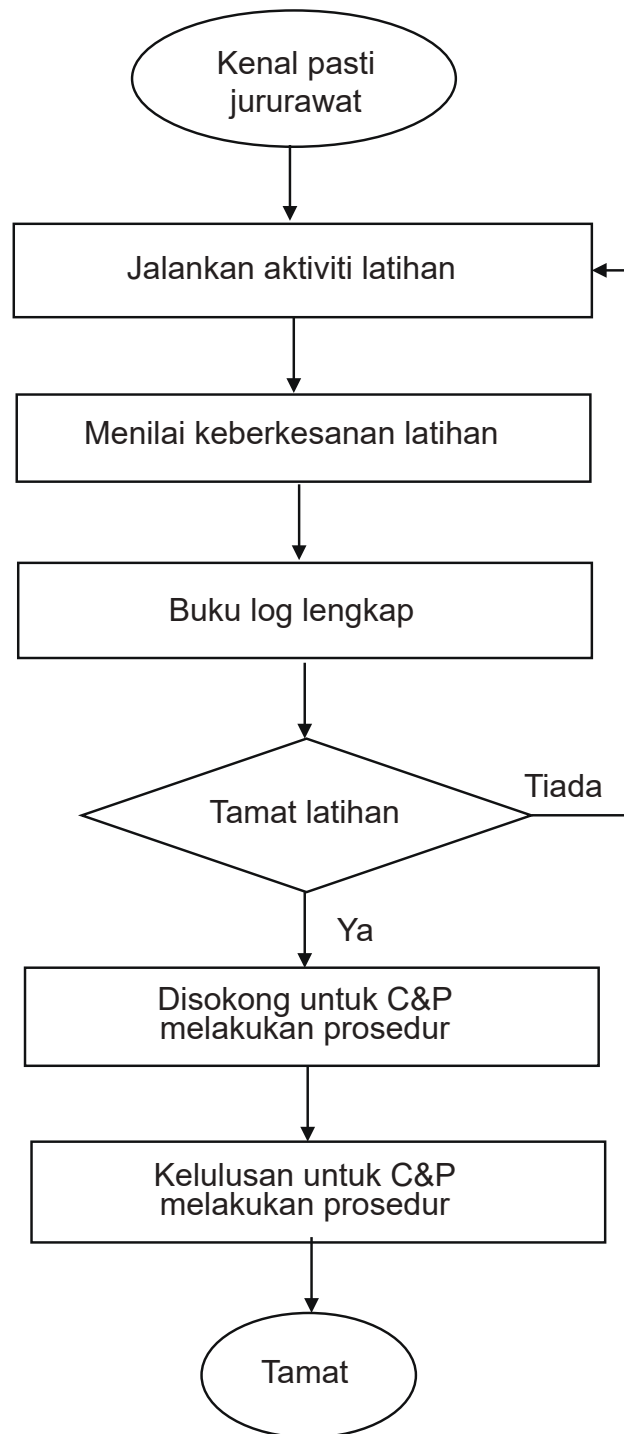 Kenal pasti
jururawat
Jalankan aktiviti latihan
Menilai keberkesanan latihan
Buku log lengkap
Tamat latihan
Tiada
Ya
Disokong untuk C&P
melakukan prosedur
Kelulusan untuk C&P
melakukan prosedur
Tamat